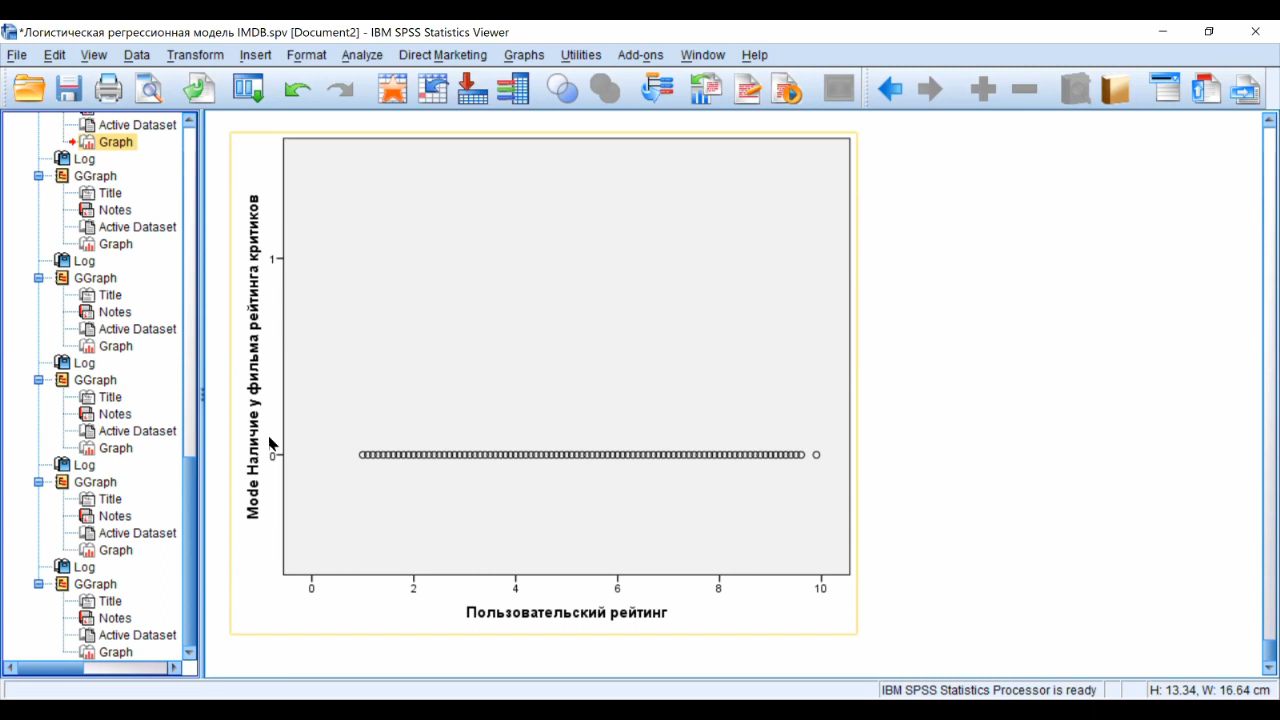 *Логистическая регрессионная модель IMDB.spv [Document2] - IBM SPSS Statistics Viewer
File Edit View Data Transform Insert Format Analyze Direct Marketing Graphs Utilities Add-ons Window Help
Active Dataset
Graph
Log
GGraph
Title
Notes
Active Dataset
Graph
Log
GGraph
Title
Notes
Active Dataset
Graph
Log
GGraph
Title
Notes
Active Dataset
Graph
Log
GGraph
Title
Notes
Active Dataset
Graph
Log
GGraph
Title
Notes
Active Dataset
Graph
Mode Наличие у фильма рейтинга критиков
1
0
0 2 4 6 8 10
Пользовательский рейтинг
IBM SPSS Statistics Processor is ready
H: 13.34, W: 16.64 cm